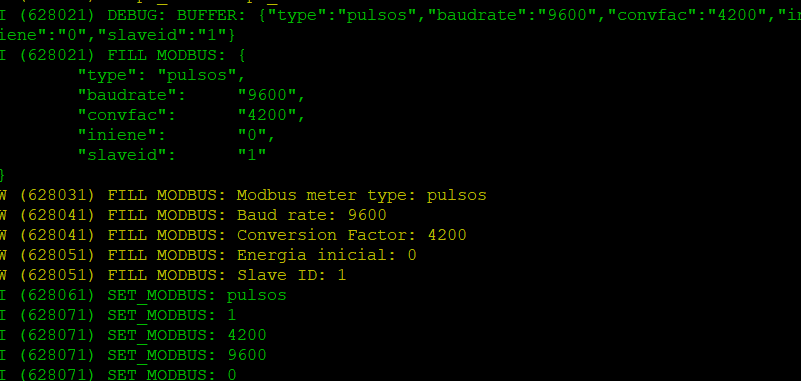 I (628021) DEBUG: BUFFER: {"type":"pulsos","baudrate":"9600","convfac":"4200","in
iene":"0","slaveid":"1"}
I (628021) FILL MODBUS: {
"type": "pulsos",
"baudrate": "9600",
"convfac": "4200",
"iniene": "0",
"slaveid": "1"
}
W (628031) FILL MODBUS: Modbus meter type: pulsos
W (628041) FILL MODBUS: Baud rate: 9600
W (628041) FILL MODBUS: Conversion Factor: 4200
W (628051) FILL MODBUS: Energia inicial: 0
W (628051) FILL MODBUS: Slave ID: 1
I (628061) SET_MODBUS: pulsos
I (628071) SET_MODBUS: 1
I (628071) SET_MODBUS: 4200
I (628071) SET_MODBUS: 9600
I (628071) SET_MODBUS: 0